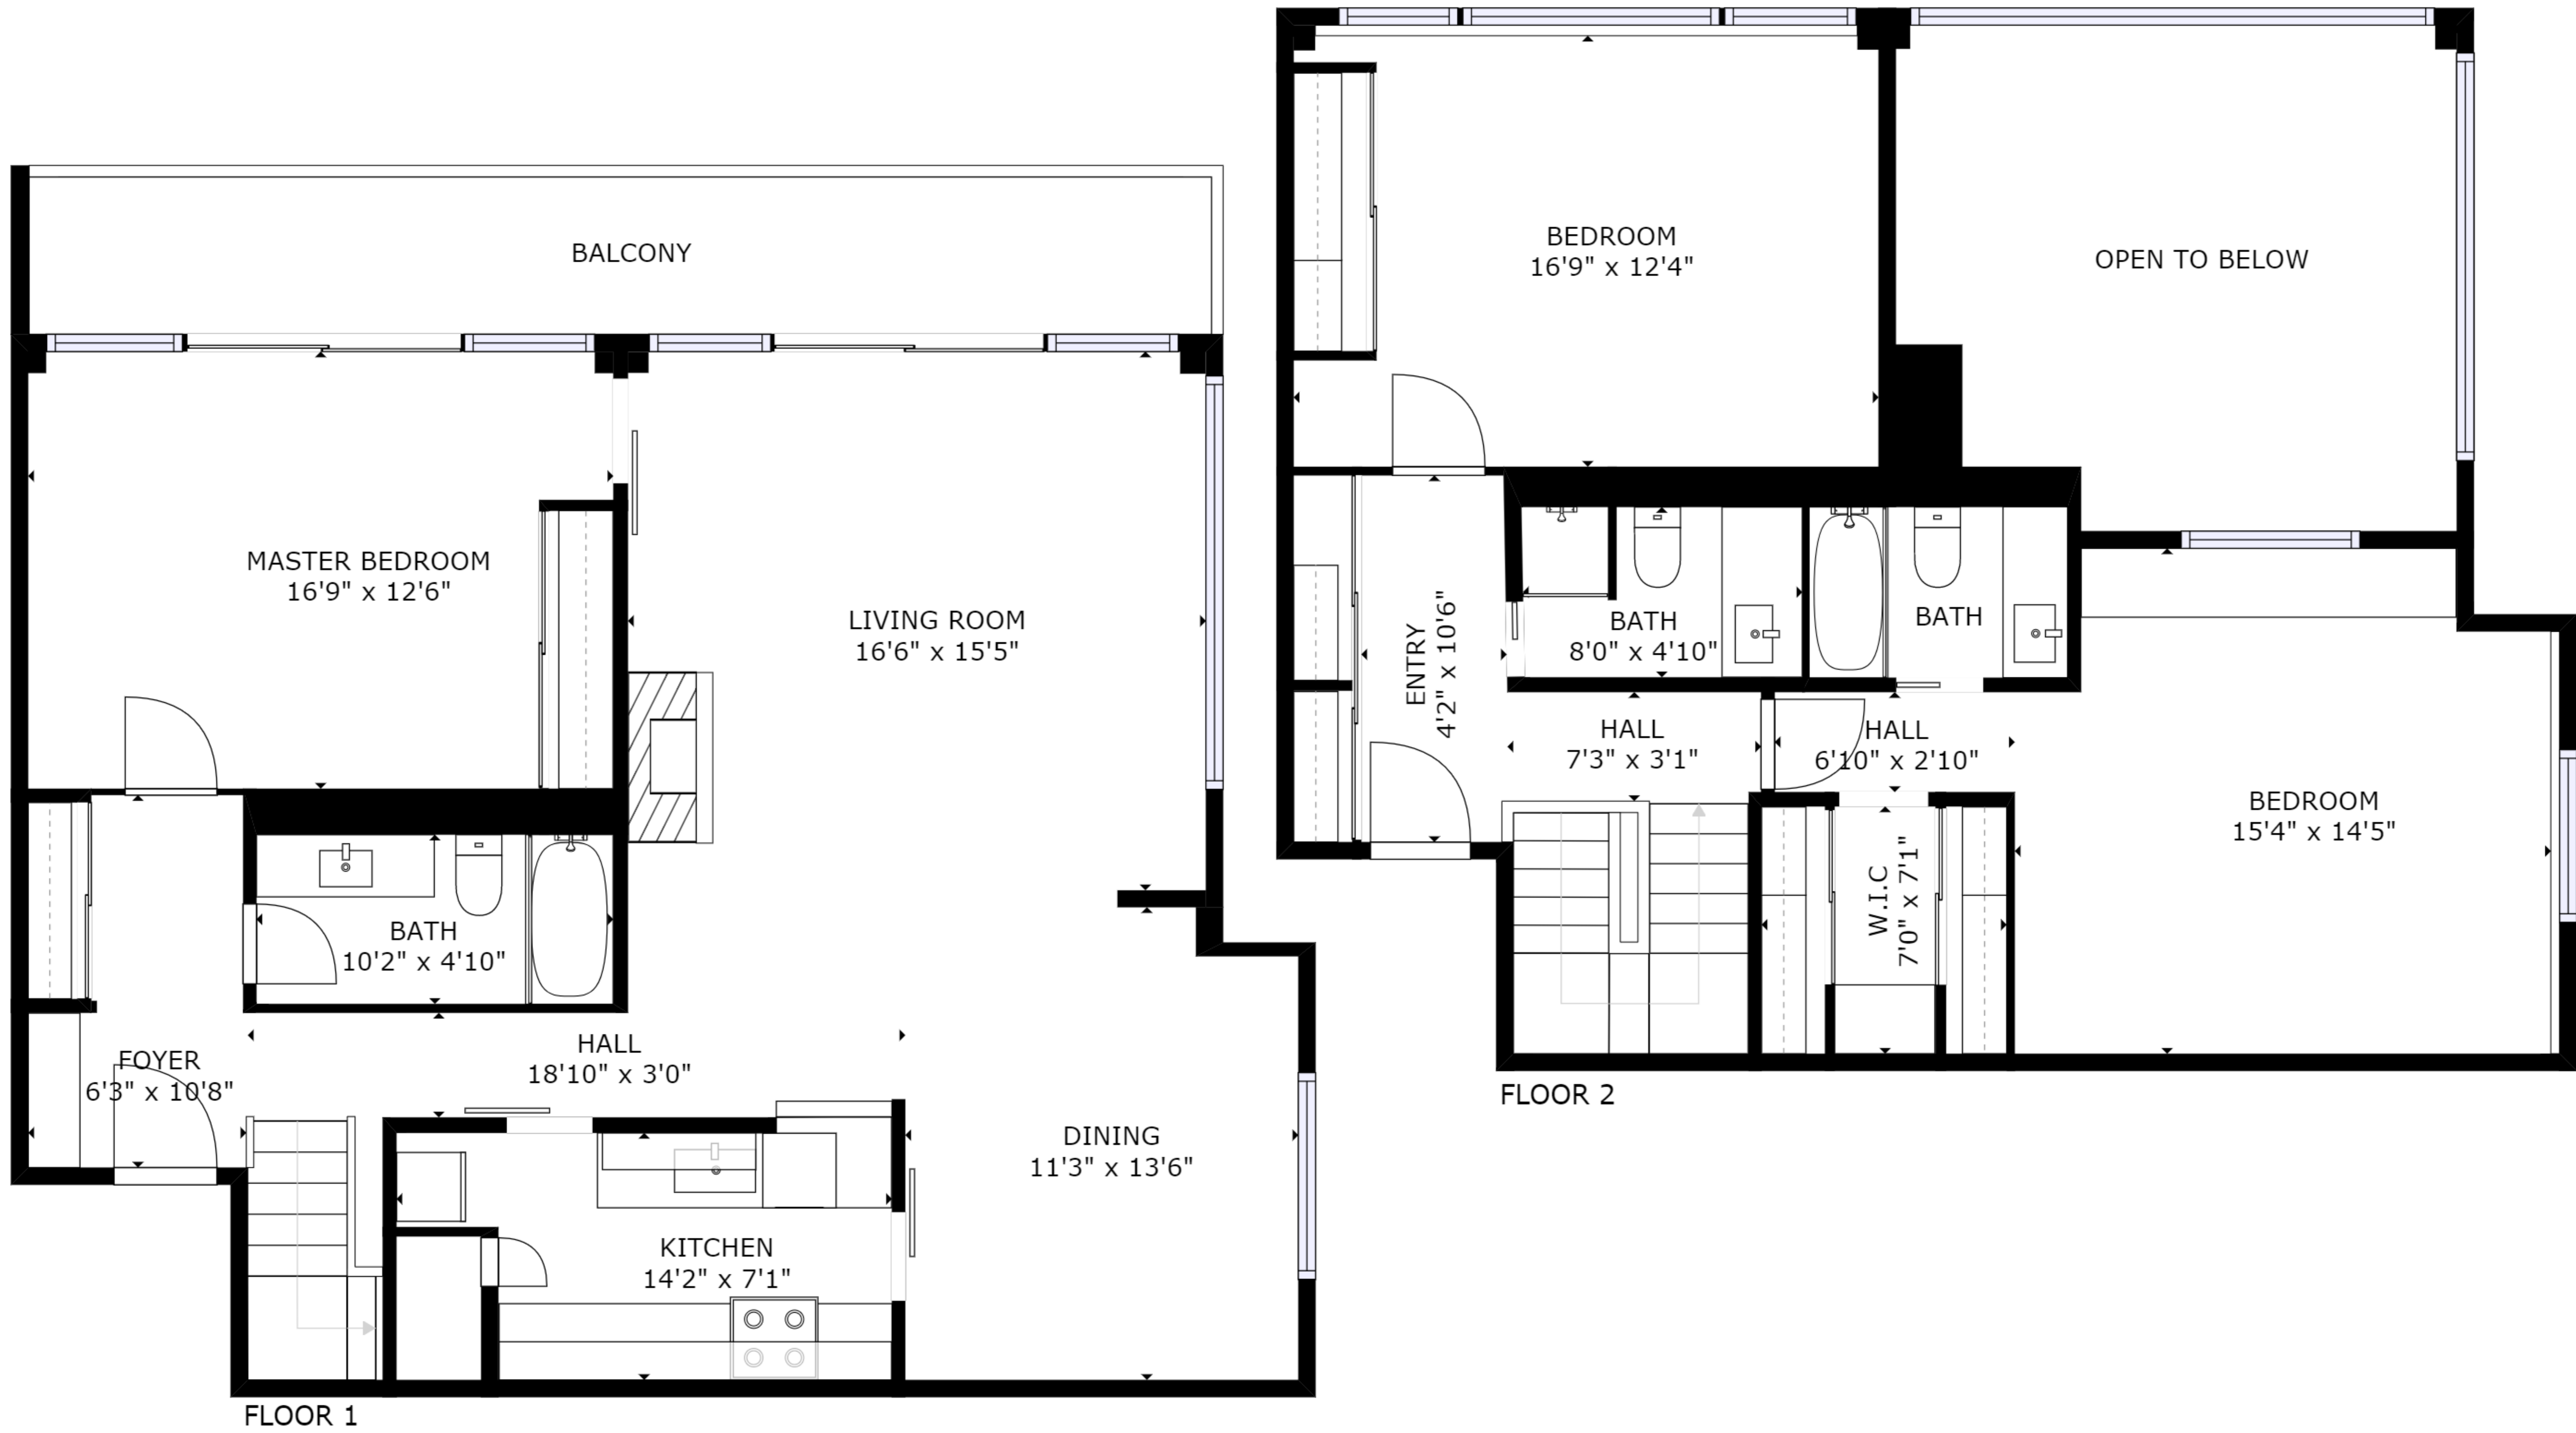 BALCONY
MASTER BEDROOM
16'9" x 12'6"
LIVING ROOM
16'6" x 15'5"
BATH
10'2" x 4'10"
FOYER
6'3" x 10'8"
HALL
18'10" x 3'0"
DINING
11'3" x 13'6"
KITCHEN
14'2" x 7'1"
FLOOR 1
BEDROOM
16'9" x 12'4"
OPEN TO BELOW
ENTRY
4'2" x 10'6"
BATH
8'0" x 4'10"
BATH
HALL
7'3" x 3'1"
HALL
6'10" x 2'10"
W.I.C
7'0" x 7'1"
BEDROOM
15'4" x 14'5"
FLOOR 2